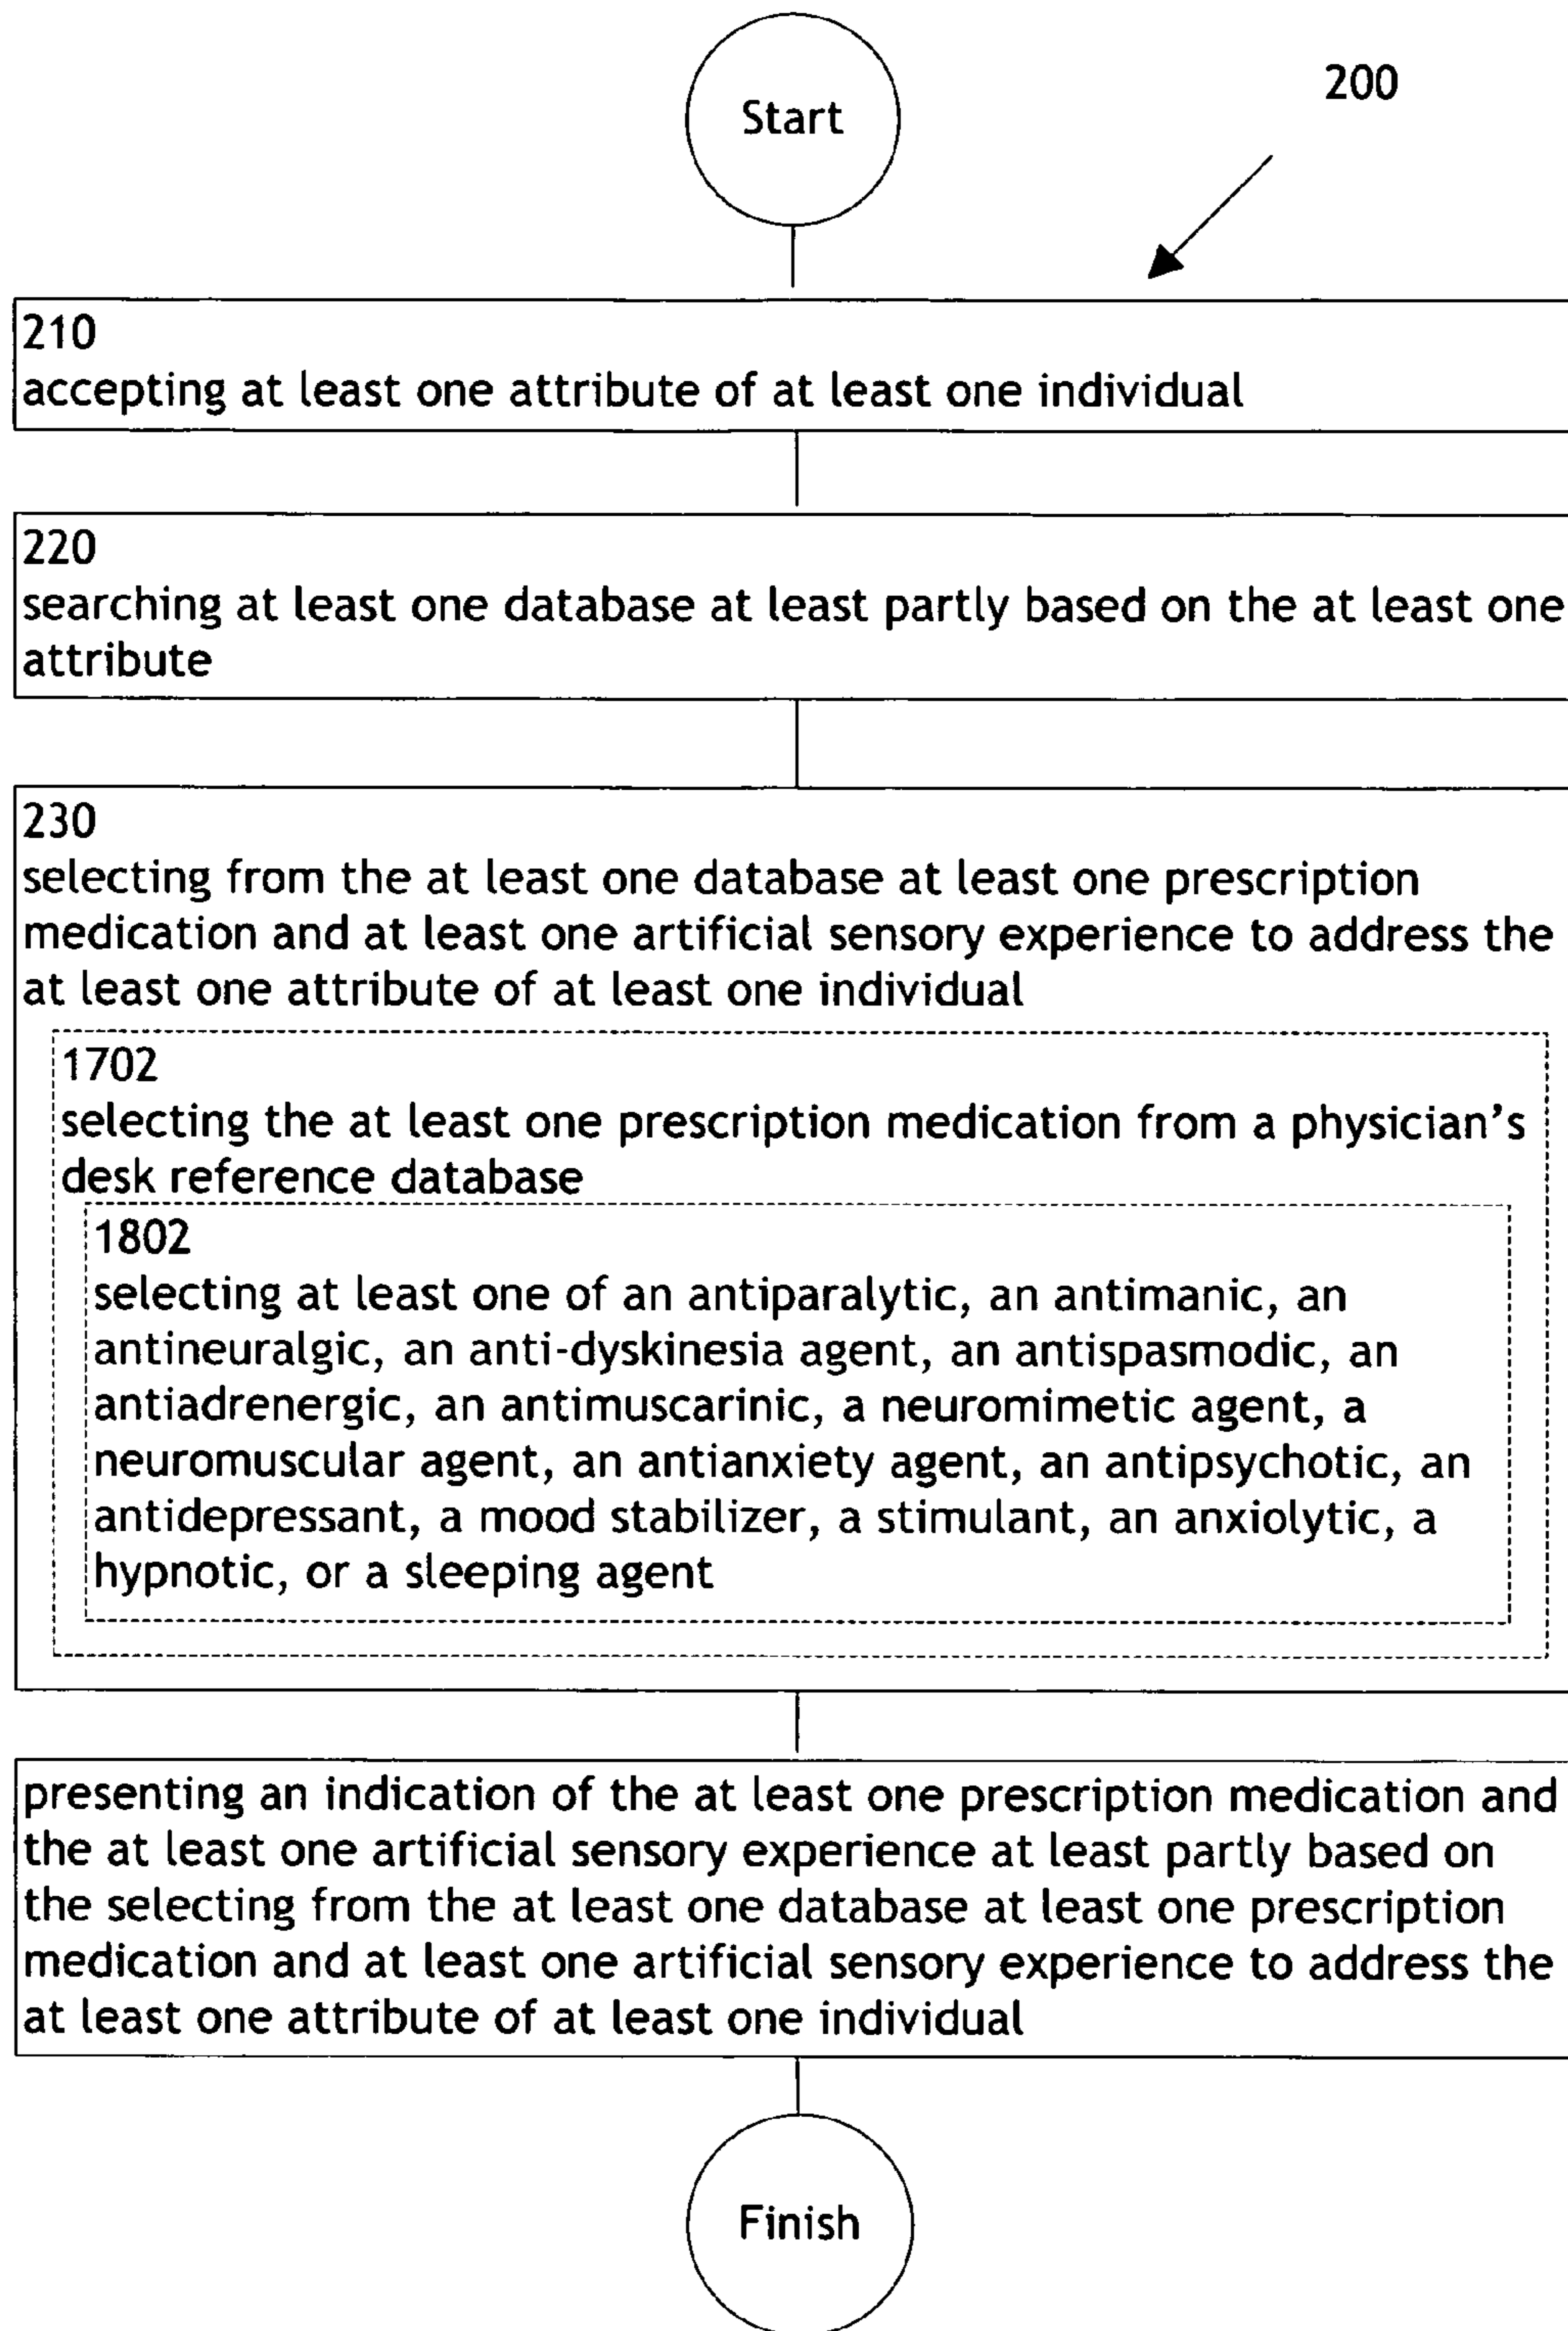 Start
200
210
accepting at least one attribute of at least one individual
220
searching at least one database at least partly based on the at least one
attribute
230
selecting from the at least one database at least one prescription
medication and at least one artificial sensory experience to address the
at least one attribute of at least one individual
1702
selecting the at least one prescription medication from a physician’s
desk reference database
1802
selecting at least one of an antiparalytic, an antimanic, an
antineuralgic, an anti-dyskinesia agent, an antispasmodic, an
antiadrenergic, an antimuscarinic, a neuromimetic agent, a
neuromuscular agent, an antianxiety agent, an antipsychotic, an
antidepressant, a mood stabilizer, a stimulant, an anxiolytic, a
hypnotic, or a sleeping agent
presenting an indication of the at least one prescription medication and
the at least one artificial sensory experience at least partly based on
the selecting from the at least one database at least one prescription
medication and at least one artificial sensory experience to address the
at least one attribute of at least one individual
Finish